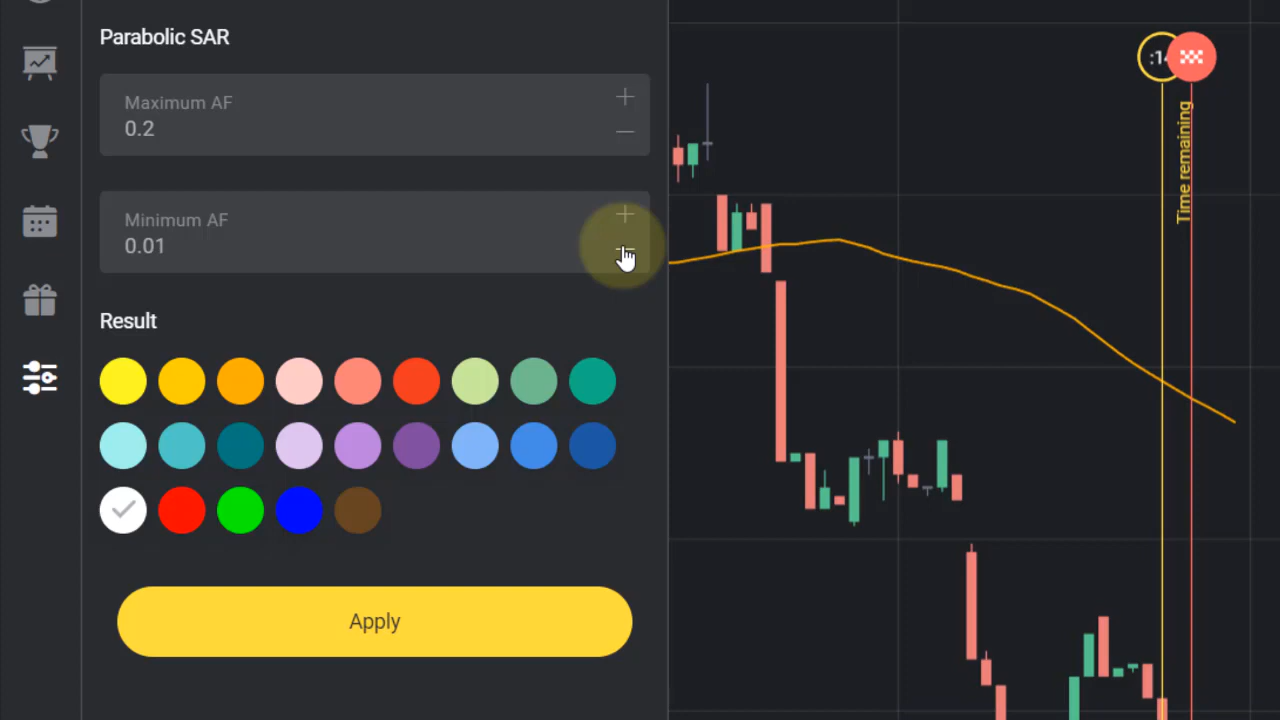 Parabolic SAR
Maximum AF
0.2
Minimum AF
0.01
Result
Apply
Time remaining